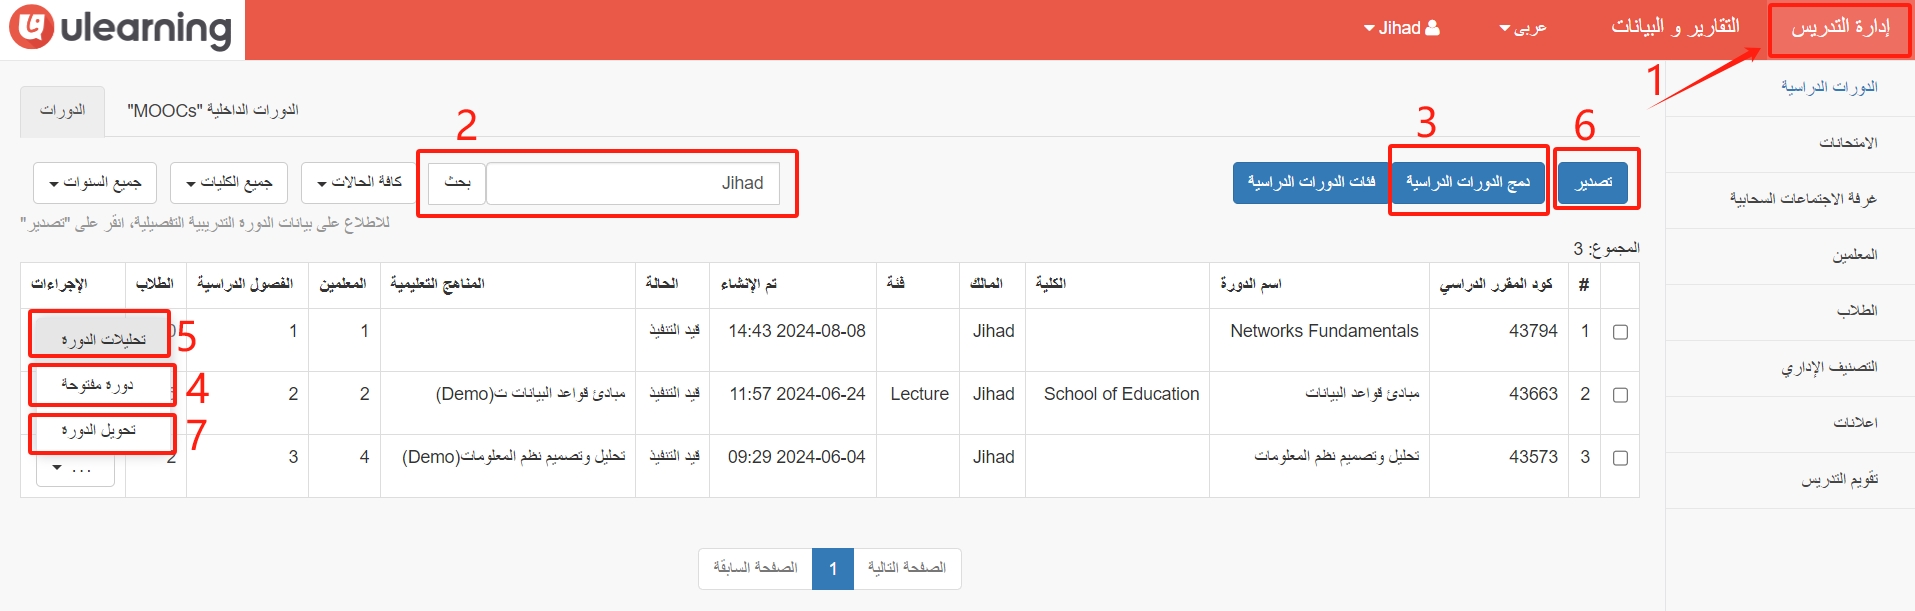 إدارة التدريس
التقارير و البيانات
عربى
Jihad
ulearning
1
الدورات الدراسية
الامتحانات
غرفة الاجتماعات السحابية
المعلمين
الطلاب
التصنيف الإداري
اعلانات
تقويم التدريس
الدورات الداخلية "MOOCs"
الدورات
6
3
2
تصدير
دمج الدورات الدراسية
فئات الدورات الدراسية
Jihad
بحث
كافة الحالات
جميع الكليات
جميع السنوات
للاطلاع على بيانات الدورة التدريبية التفصيلية، انقر على "تصدير"
المجموع: 3
# كود المقرر الدراسي اسم الدورة الكلية المالك فئة تم الإنشاء الحالة المناهج التعليمية المعلمين الفصول الدراسية الطلاب الإجراءات
1 43794 Networks Fundamentals Jihad 14:43 2024-08-08 قيد التنفيذ 1 1 0
تحليلات الدورة
5
2 43663 مبادئ قواعد البيانات School of Education Jihad Lecture 11:57 2024-06-24 قيد التنفيذ مبادئ قواعد البيانات ت(Demo) 2 2
دورة مفتوحة
4
تحويل الدورة
7
3 43573 تحليل وتصميم نظم المعلومات Jihad 09:29 2024-06-04 قيد التنفيذ تحليل وتصميم نظم المعلومات(Demo) 4 3 2
...
الصفحة السابقة 1 الصفحة التالية